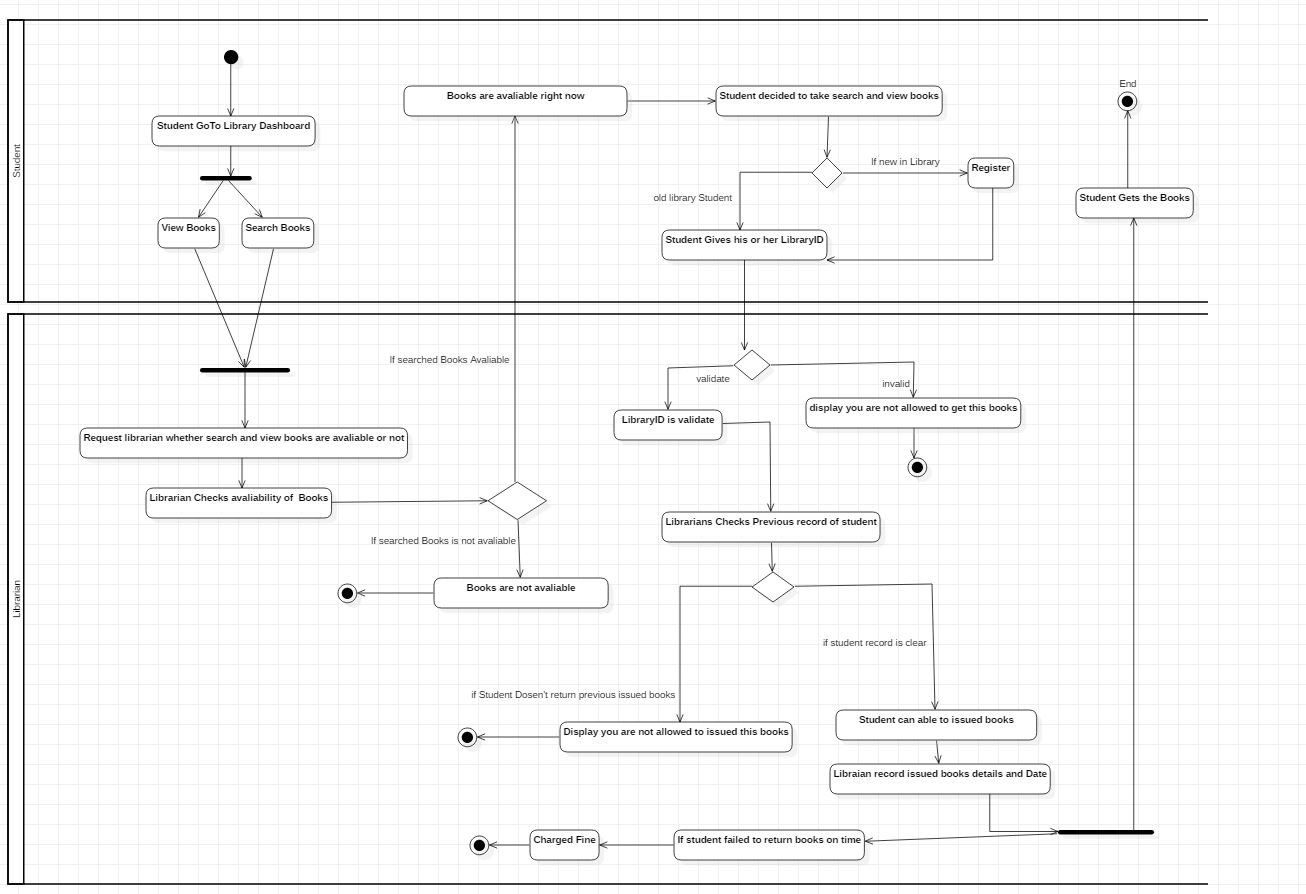 Student
End
Books are avaliable right now
Student decided to take search and view books
Student GoTo Library Dashboard
If new in Library
Register
old library Student
Student Gets the Books
View Books
Search Books
Student Gives his or her LibraryID
Librarian
If searched Books Avaliable
validate
invalid
LibraryID is validate
display you are not allowed to get this books
Request librarian whether search and view books are avaliable or not
Librarian Checks avaliability of  Books
Librarians Checks Previous record of student
If searched Books is not avaliable
Books are not avaliable
if student record is clear
if Student Dosen't return previous issued books
Display you are not allowed to issued this books
Student can able to issued books
Libraian record issued books details and Date
Charged Fine
If student failed to return books on time